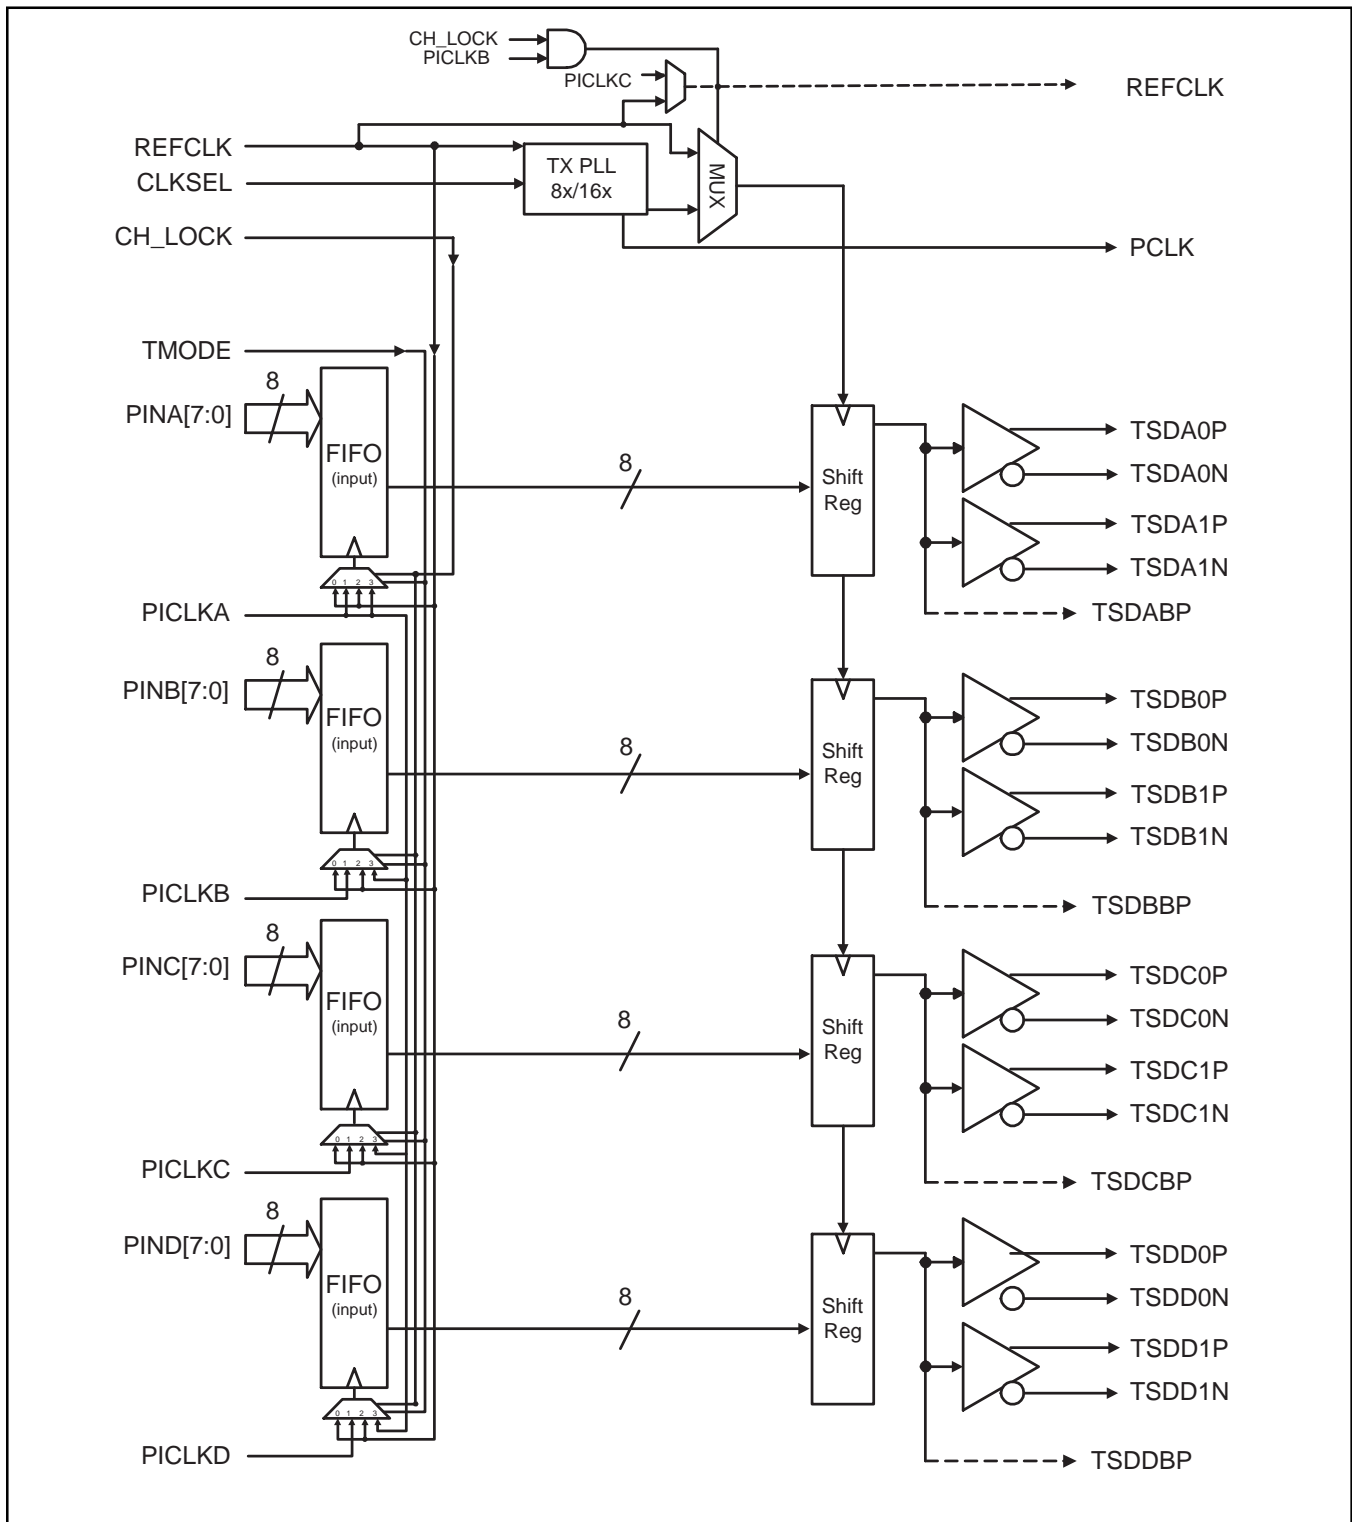 CH_LOCK
PICLKB
PICLKC
REFCLK
REFCLK
CLKSEL
TX PLL
8x/16x
MUX
CH_LOCK
PCLK
TMODE
8
PINA[7:0]
FIFO
(input)
8
Shift
Reg
TSDA0P
TSDA0N
TSDA1P
TSDA1N
0 1 2 3
PICLKA
TSDABP
8
PINB[7:0]
FIFO
(input)
8
Shift
Reg
TSDB0P
TSDB0N
TSDB1P
TSDB1N
0 1 2 3
PICLKB
TSDBBP
8
PINC[7:0]
FIFO
(input)
8
Shift
Reg
TSDC0P
TSDC0N
TSDC1P
TSDC1N
0 1 2 3
PICLKC
TSDCBP
8
PIND[7:0]
FIFO
(input)
8
Shift
Reg
TSDD0P
TSDD0N
TSDD1P
TSDD1N
0 1 2 3
PICLKD
TSDDBP